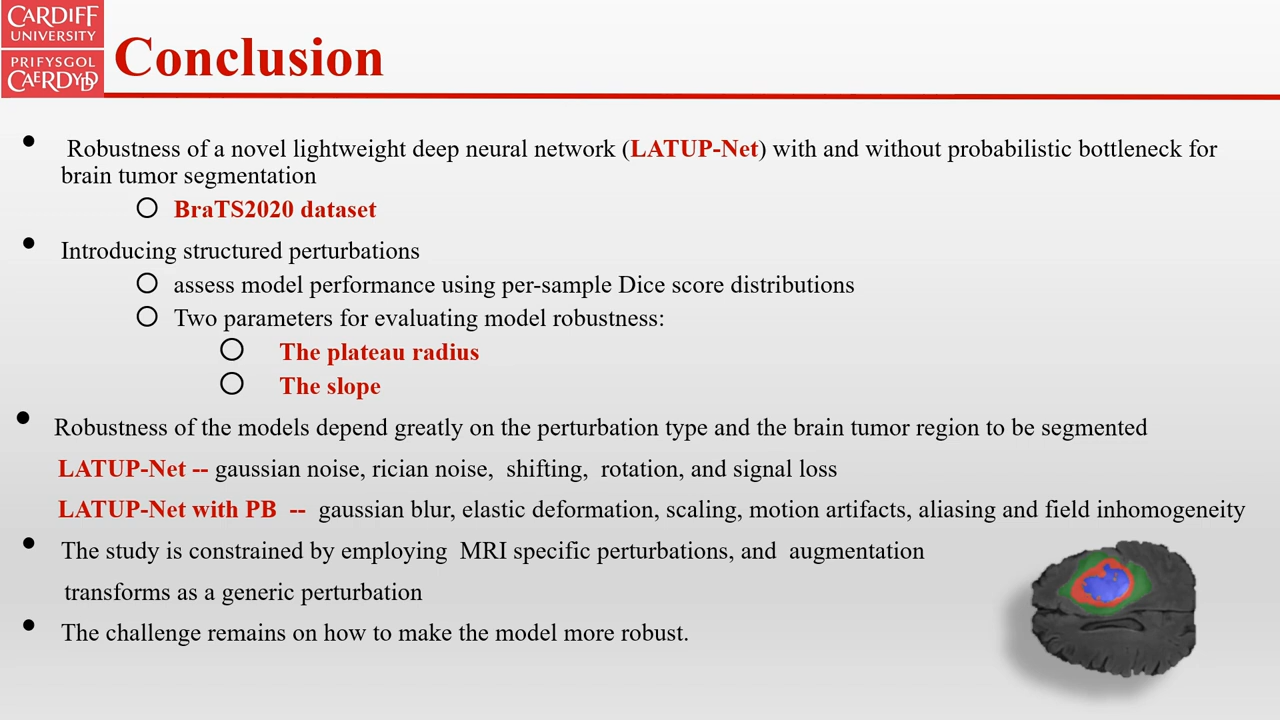 CARDIFF
UNIVERSITY
PRIFYSGOL
CAERDYDD
Conclusion
• Robustness of a novel lightweight deep neural network (LATUP-Net) with and without probabilistic bottleneck for
brain tumor segmentation
○ BraTS2020 dataset
• Introducing structured perturbations
○ assess model performance using per-sample Dice score distributions
○ Two parameters for evaluating model robustness:
○ The plateau radius
○ The slope
• Robustness of the models depend greatly on the perturbation type and the brain tumor region to be segmented
LATUP-Net -- gaussian noise, rician noise, shifting, rotation, and signal loss
LATUP-Net with PB -- gaussian blur, elastic deformation, scaling, motion artifacts, aliasing and field inhomogeneity
• The study is constrained by employing MRI specific perturbations, and augmentation
transforms as a generic perturbation
• The challenge remains on how to make the model more robust.